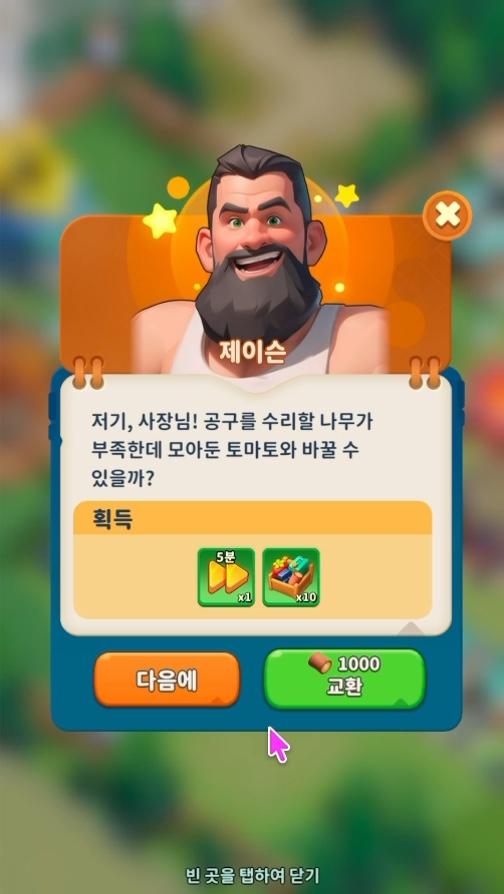 제이슨
저기, 사장님! 공구를 수리할 나무가
부족한데 모아둔 토마토와 바꿀 수
있을까?
획득
5분
x1
x10
다음에
1000
교환
빈 곳을 탭하여 닫기